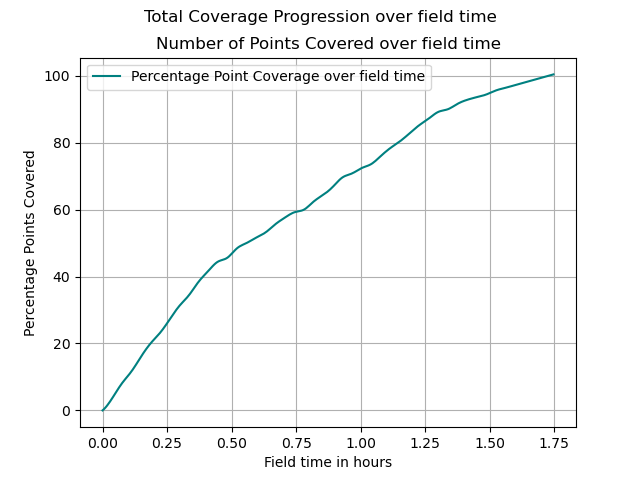 Total Coverage Progression over field time
Number of Points Covered over field time
Percentage Point Coverage over field time
Percentage Points Covered
100
80
60
40
20
0
0.00 0.25 0.50 0.75 1.00 1.25 1.50 1.75
Field time in hours